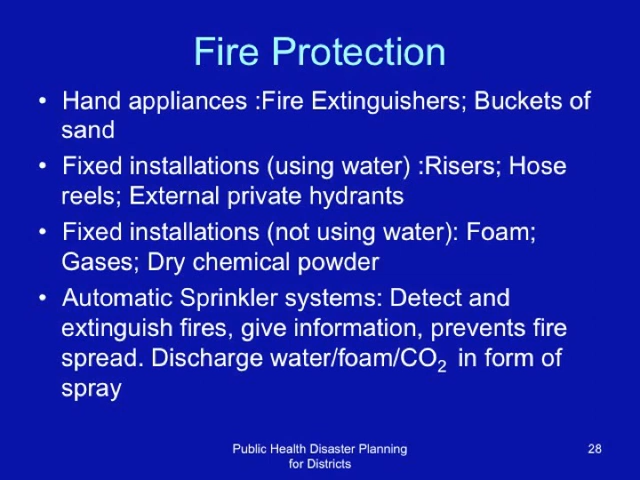 Fire Protection
• Hand appliances :Fire Extinguishers; Buckets of
sand
• Fixed installations (using water) :Risers; Hose
reels; External private hydrants
• Fixed installations (not using water): Foam;
Gases; Dry chemical powder
• Automatic Sprinkler systems: Detect and
extinguish fires, give information, prevents fire
spread. Discharge water/foam/CO₂ in form of
spray
Public Health Disaster Planning
for Districts
28